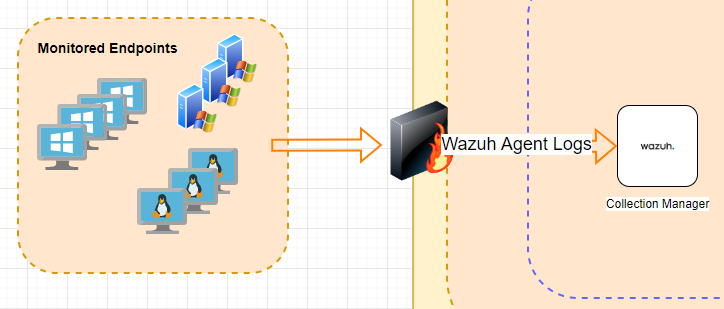 Monitored Endpoints
Wazuh Agent Logs
wazuh.
Collection Manager